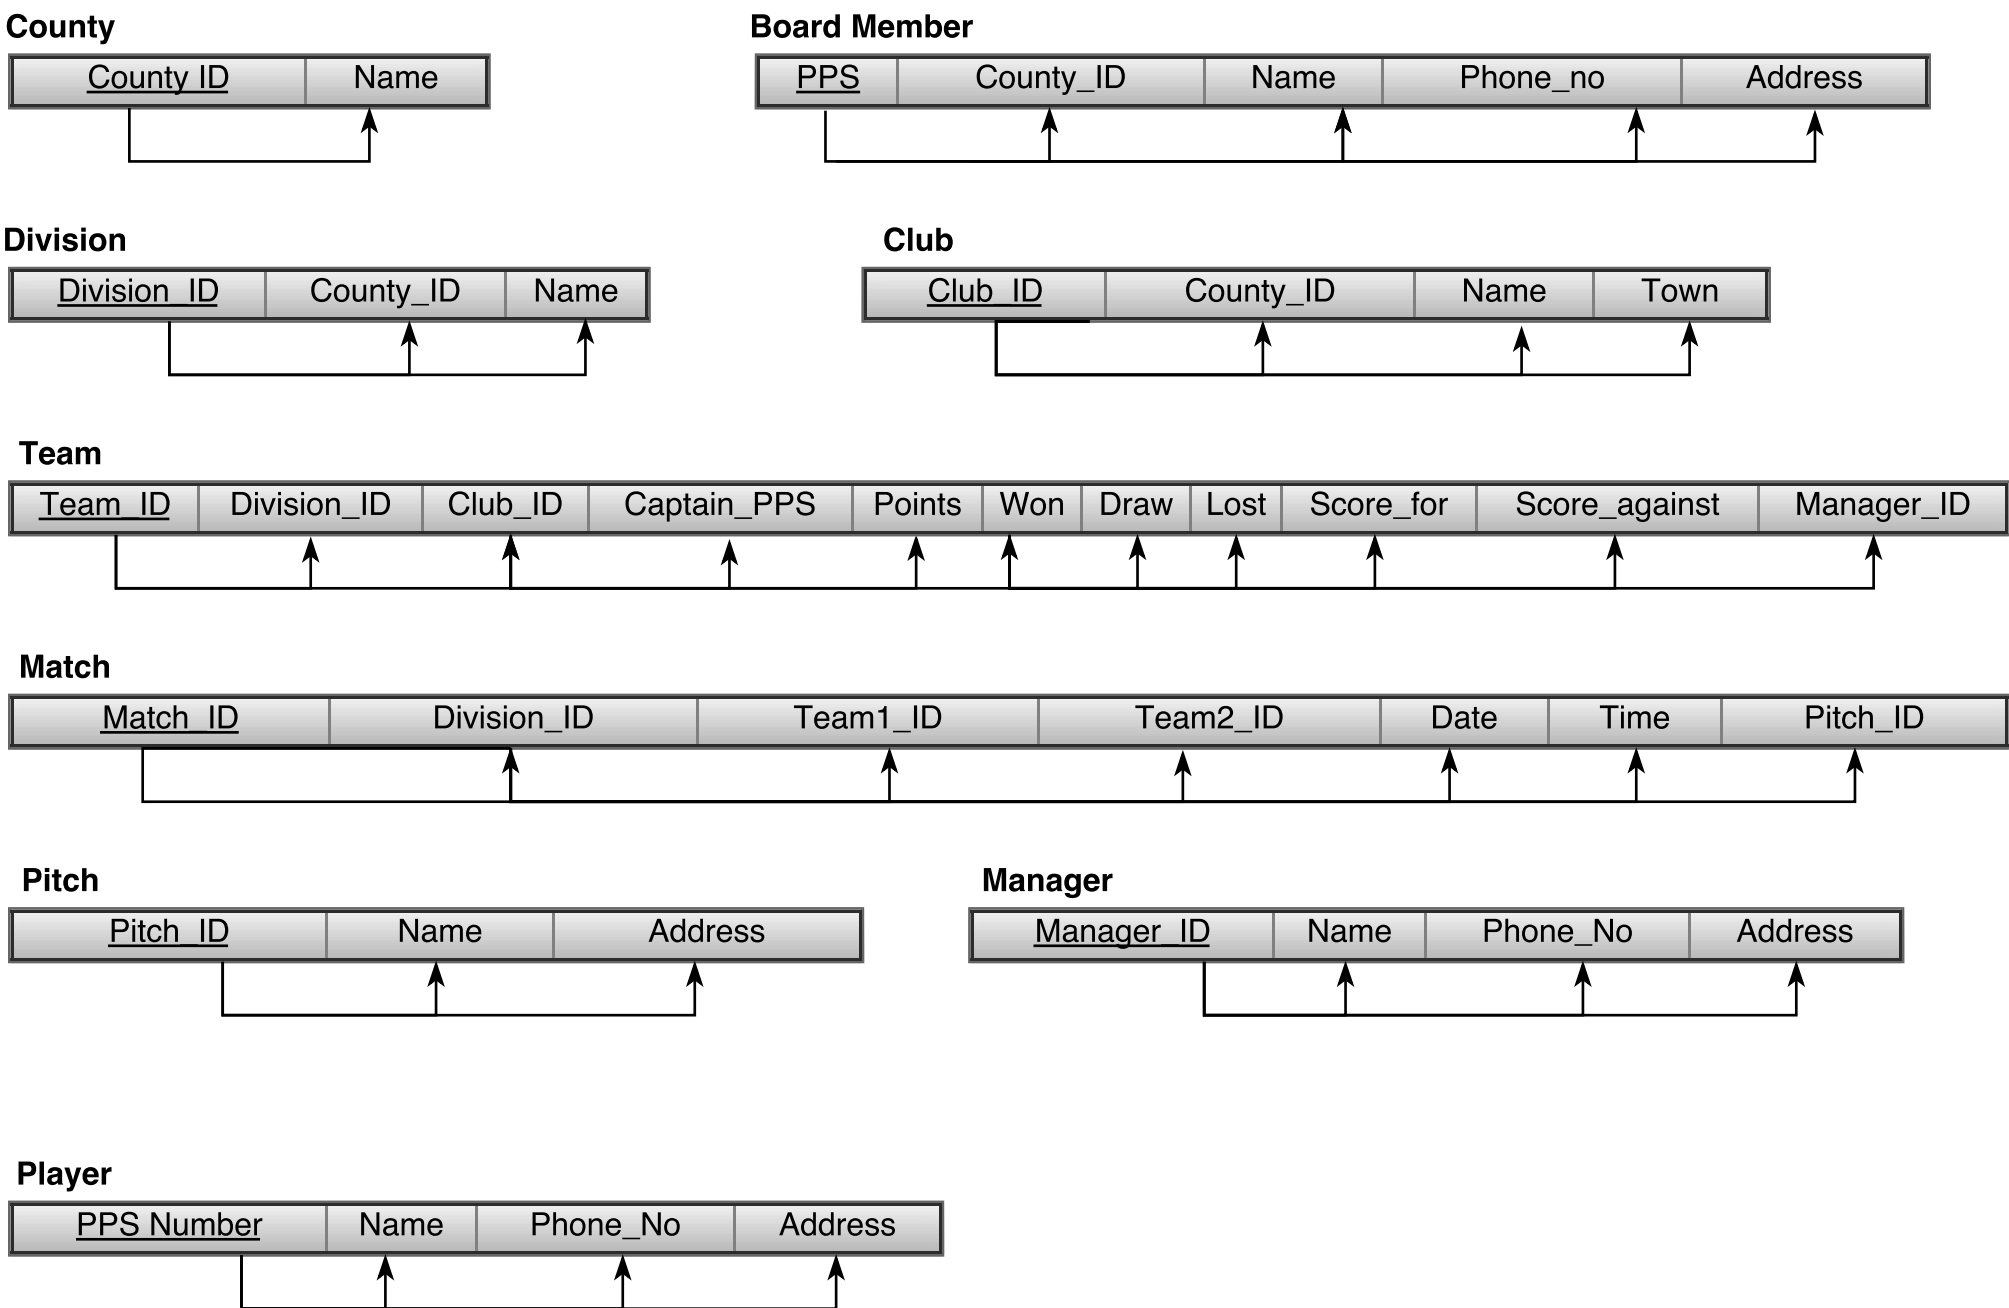 County
County ID Name
Board Member
PPS County_ID Name Phone_no Address
Division
Division_ID County_ID Name
Club
Club_ID County_ID Name Town
Team
Team_ID Division_ID Club_ID Captain_PPS Points Won Draw Lost Score_for Score_against Manager_ID
Match
Match_ID Division_ID Team1_ID Team2_ID Date Time Pitch_ID
Pitch
Pitch_ID Name Address
Manager
Manager_ID Name Phone_No Address
Player
PPS Number Name Phone_No Address